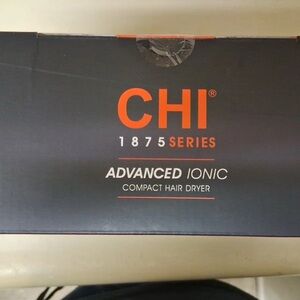 CHI®
1875 SERIES
ADVANCED IONIC
COMPACT HAIR DRYER